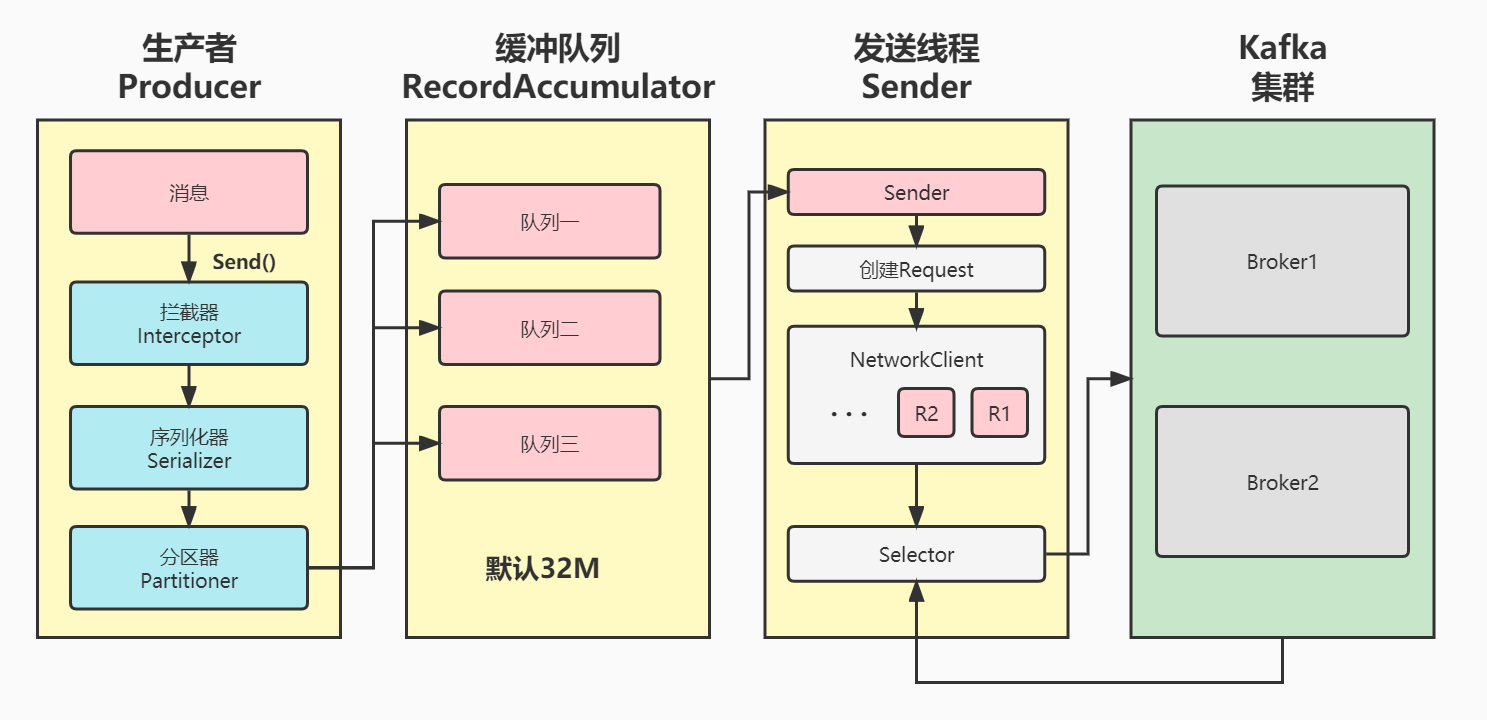 生产者
Producer
消息
Send()
拦截器
Interceptor
序列化器
Serializer
分区器
Partitioner
缓冲队列
RecordAccumulator
队列一
队列二
队列三
默认32M
发送线程
Sender
Sender
创建Request
NetworkClient
...
R2
R1
Selector
Kafka
集群
Broker1
Broker2